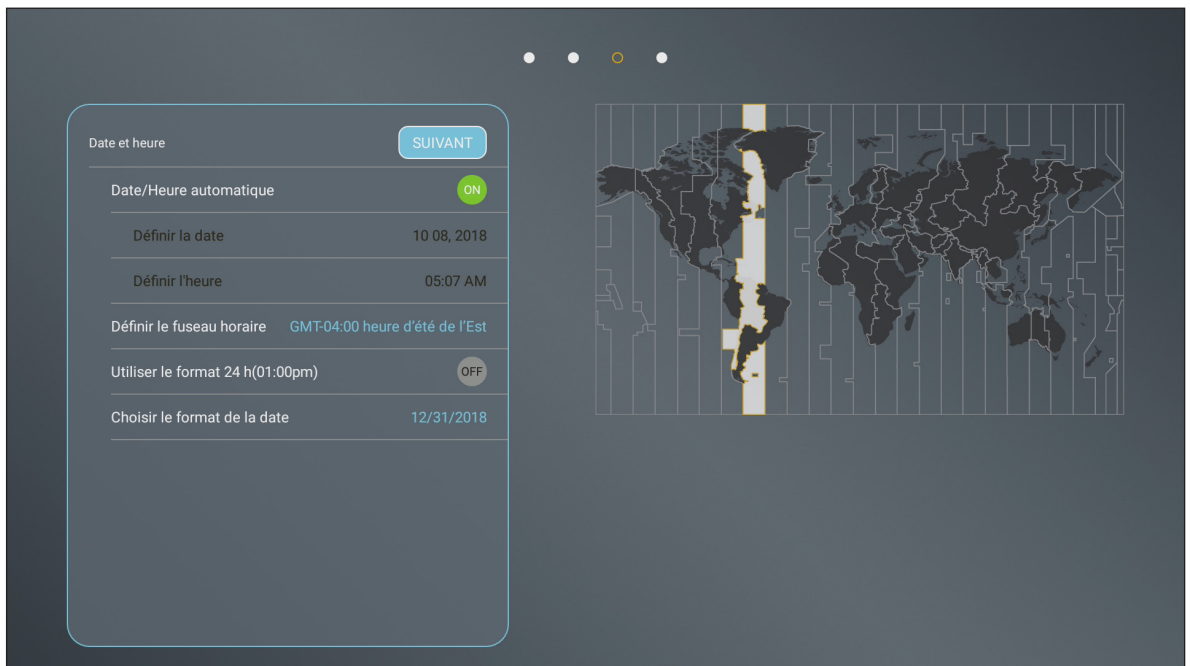 Date et heure
SUIVANT
Date/Heure automatique
ON
Définir la date
10 08, 2018
Définir l'heure
05:07 AM
Définir le fuseau horaire
GMT-04:00 heure d'été de l'Est
Utiliser le format 24 h(01:00pm)
OFF
Choisir le format de la date
12/31/2018